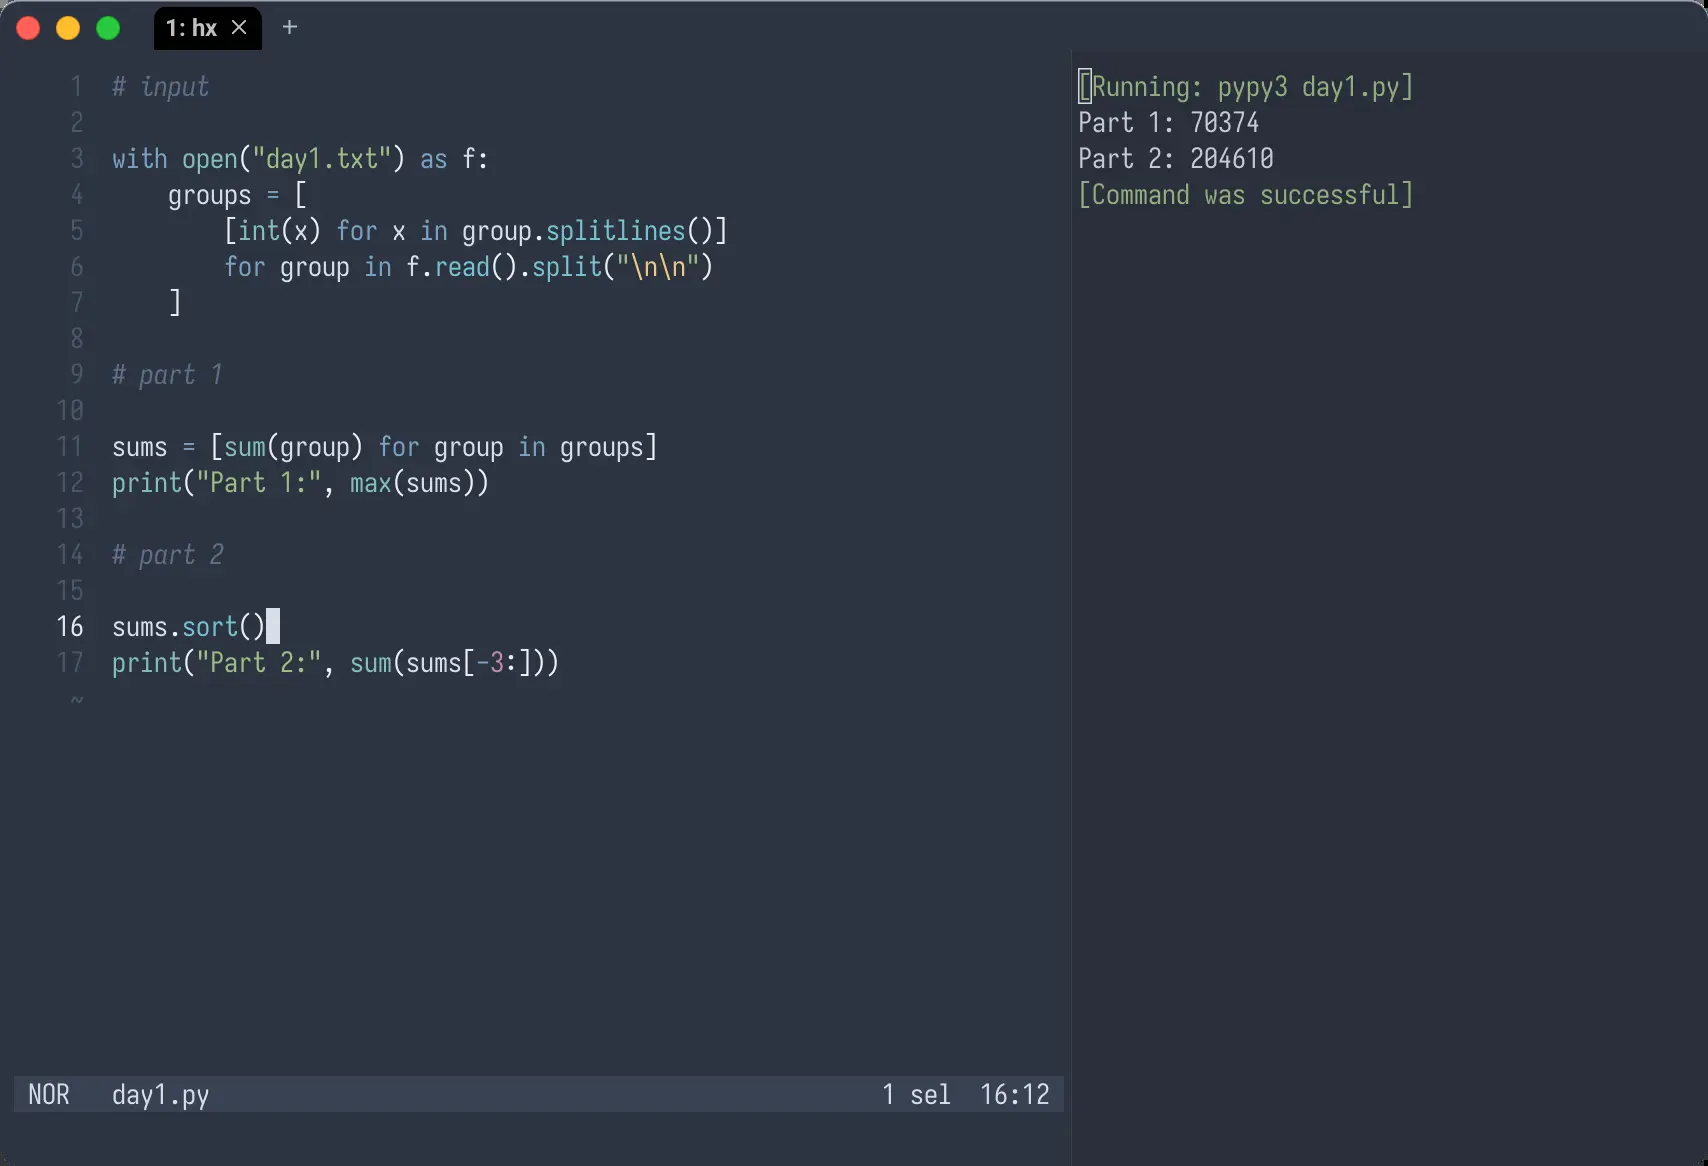 1: hx × +
1 # input
2
3 with open("day1.txt") as f:
4     groups = [
5         [int(x) for x in group.splitlines()]
6         for group in f.read().split("\n\n")
7     ]
8
9 # part 1
10
11 sums = [sum(group) for group in groups]
12 print("Part 1:", max(sums))
13
14 # part 2
15
16 sums.sort()
17 print("Part 2:", sum(sums[-3:]))
~
NOR day1.py 1 sel 16:12
[Running: pypy3 day1.py]
Part 1: 70374
Part 2: 204610
[Command was successful]